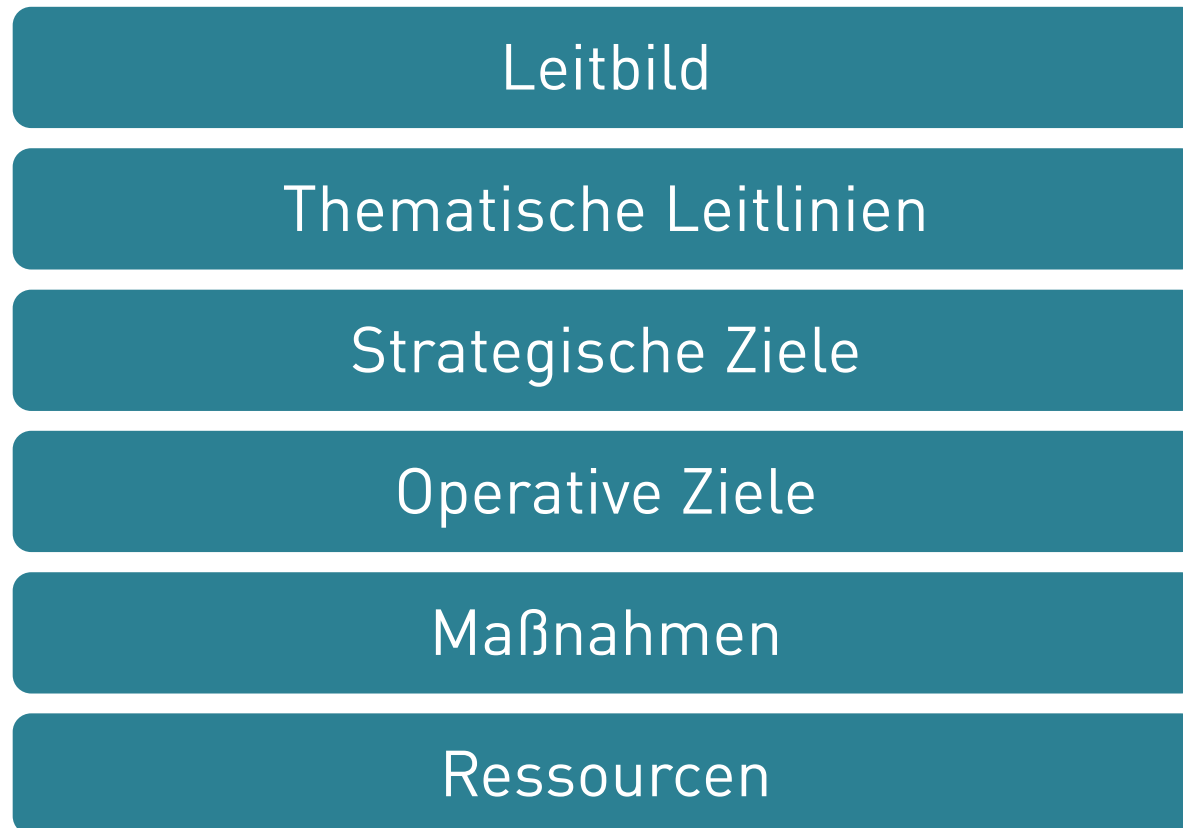 Leitbild
Thematische Leitlinien
Strategische Ziele
Operative Ziele
Maßnahmen
Ressourcen